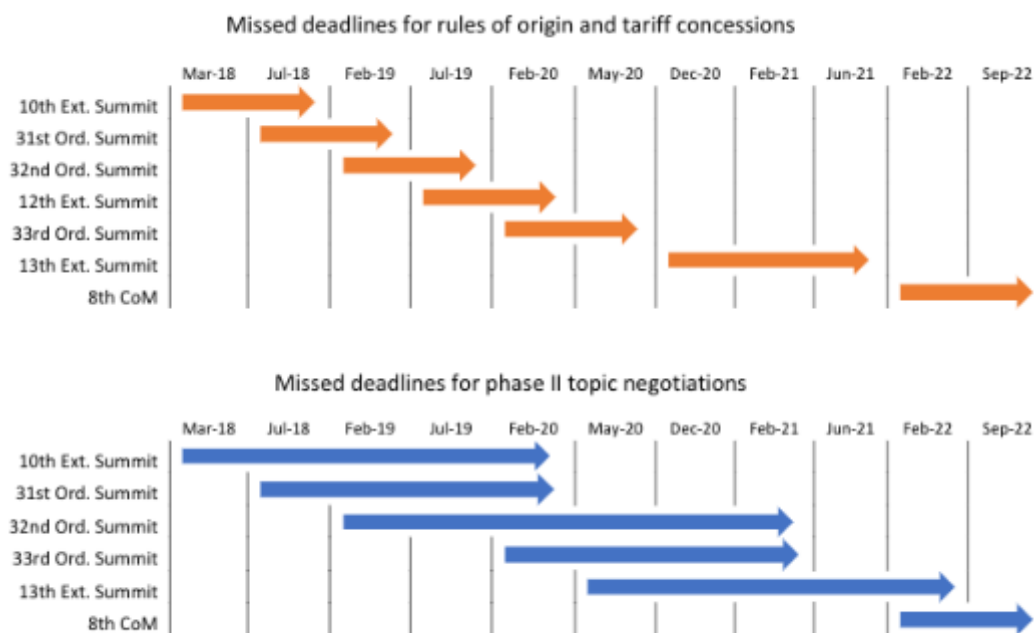 Missed deadlines for rules of origin and tariff concessions
Mar-18 Jul-18 Feb-19 Jul-19 Feb-20 May-20 Dec-20 Feb-21 Jun-21 Feb-22 Sep-22
10th Ext. Summit
31st Ord. Summit
32nd Ord. Summit
12th Ext. Summit
33rd Ord. Summit
13th Ext. Summit
8th CoM
Missed deadlines for phase II topic negotiations
Mar-18 Jul-18 Feb-19 Jul-19 Feb-20 May-20 Dec-20 Feb-21 Jun-21 Feb-22 Sep-22
10th Ext. Summit
31st Ord. Summit
32nd Ord. Summit
33rd Ord. Summit
13th Ext. Summit
8th CoM